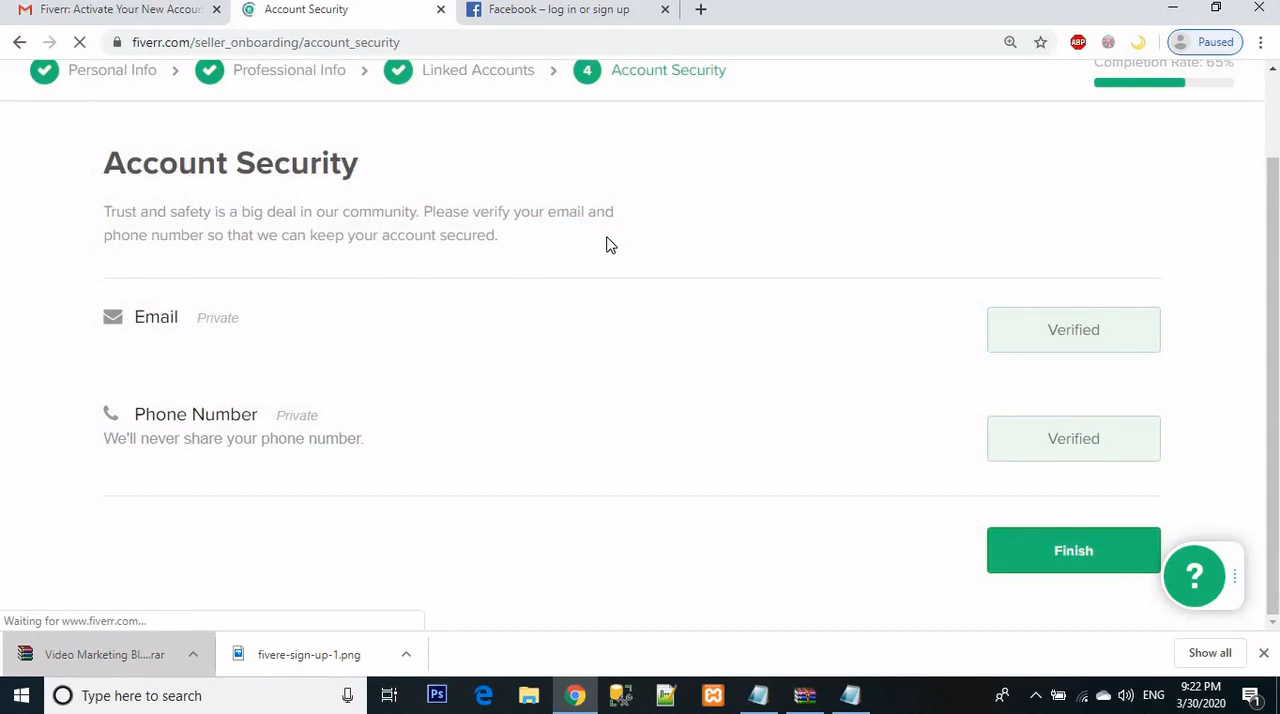 Fiverr: Activate Your New Accoun
Account Security
Facebook – log in or sign up
fiverr.com/seller_onboarding/account_security
ABP
Paused
Personal Info
Professional Info
Linked Accounts
4
Account Security
Completion Rate: 65%
Account Security
Trust and safety is a big deal in our community. Please verify your email and
phone number so that we can keep your account secured.
Email Private
Verified
Phone Number Private
We'll never share your phone number.
Verified
Finish
?
Waiting for www.fiverr.com...
Video Marketing Bl....rar
fivere-sign-up-1.png
Show all
Type here to search
Ps
ENG
9:22 PM
3/30/2020
1